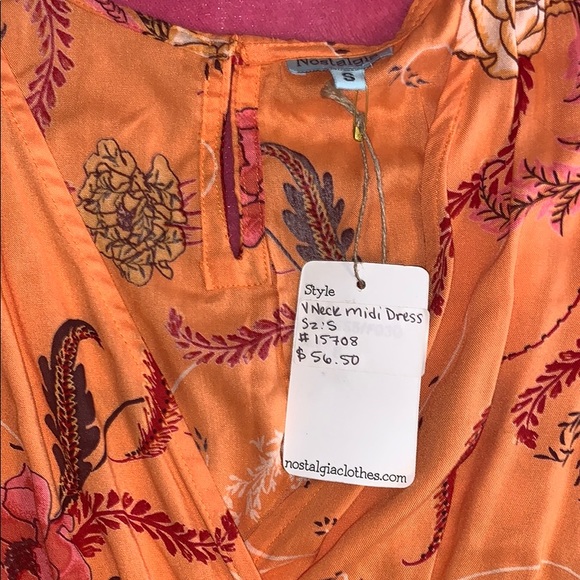 Nostalgia
S
Style
V Neck midi Dress
Sz: S
# 15708
$ 56.50
nostalgiaclothes.com